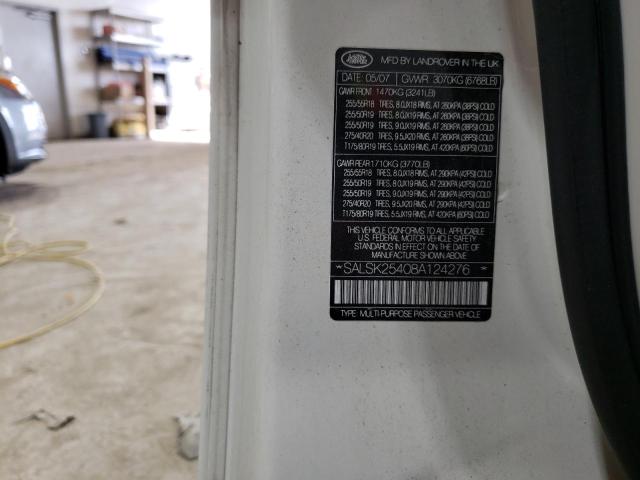 LAND ROVER
MFD BY LANDROVER IN THE UK
DATE: 05/07 GVWR 3070KG (6768LB)
GAWR FRONT 1470KG (3241LB)
255/55R18 TIRES, 8.0JX18 RIMS, AT 260KPA (38PSI) COLD
255/50R19 TIRES, 8.0JX19 RIMS, AT 260KPA (38PSI) COLD
255/50R19 TIRES, 9.0JX19 RIMS, AT 260KPA (38PSI) COLD
275/40R20 TIRES, 9.5JX20 RIMS, AT 260KPA (38PSI) COLD
T175/80R19 TIRES, 5.5JX19 RIMS, AT 420KPA (60PSI) COLD
GAWR REAR 1710KG (3770LB)
255/55R18 TIRES, 8.0JX18 RIMS, AT 290KPA (42PSI) COLD
255/50R19 TIRES, 8.0JX19 RIMS, AT 290KPA (42PSI) COLD
255/50R19 TIRES, 9.0JX19 RIMS, AT 290KPA (42PSI) COLD
275/40R20 TIRES, 9.5JX20 RIMS, AT 290KPA (42PSI) COLD
T175/80R19 TIRES, 5.5JX19 RIMS, AT 420KPA (60PSI) COLD
THIS VEHICLE CONFORMS TO ALL APPLICABLE
U.S. FEDERAL MOTOR VEHICLE SAFETY
STANDARDS IN EFFECT ON THE DATE OF
MANUFACTURE SHOWN ABOVE
*SALSK25408A124276 *
TYPE: MULTI-PURPOSE PASSENGER VEHICLE